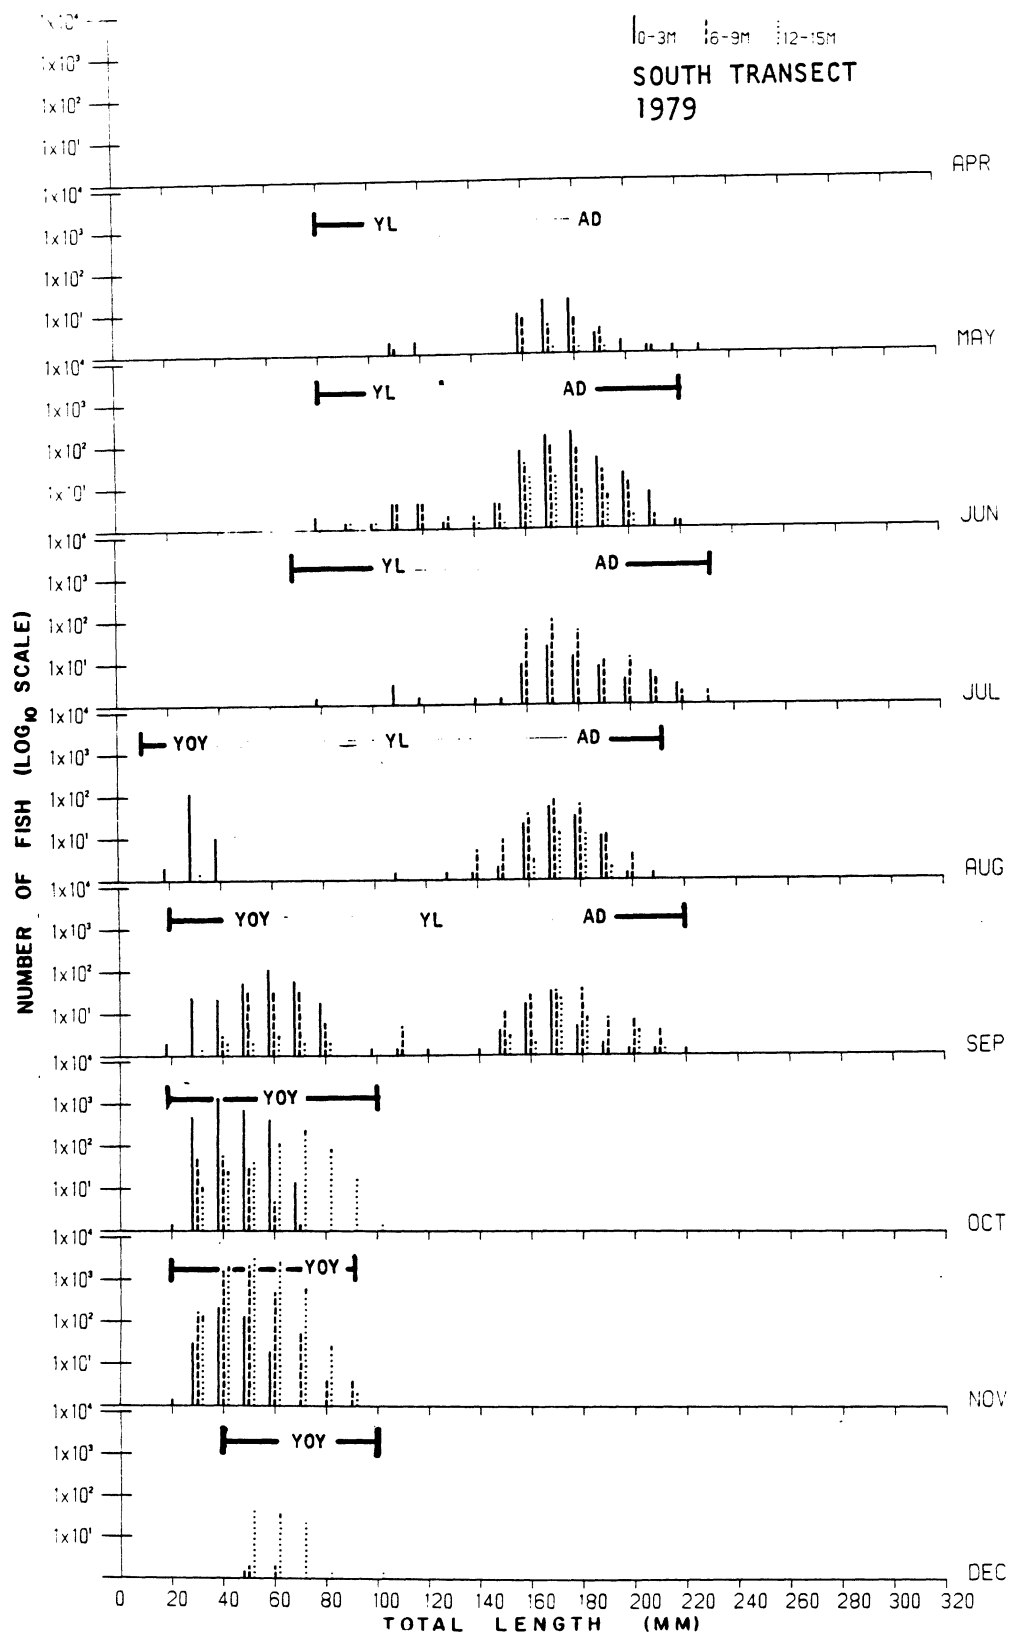 0-3M 6-9M 12-15M
SOUTH TRANSECT
1979
1x10⁴
1x10³
1x10²
1x10¹
APR
1x10⁴
1x10³
1x10²
1x10¹
YL AD
MAY
1x10⁴
1x10³
1x10²
1x10¹
YL AD
JUN
1x10⁴
1x10³
1x10²
1x10¹
YL AD
JUL
1x10⁴
1x10³
1x10²
1x10¹
YOY YL AD
AUG
1x10⁴
1x10³
1x10²
1x10¹
YOY YL AD
SEP
1x10⁴
1x10³
1x10²
1x10¹
YOY
OCT
1x10⁴
1x10³
1x10²
1x10¹
YOY
NOV
1x10⁴
1x10³
1x10²
1x10¹
YOY
DEC
0 20 40 60 80 100 120 140 160 180 200 220 240 260 280 300 320
TOTAL LENGTH (MM)
NUMBER OF FISH (LOG₁₀ SCALE)